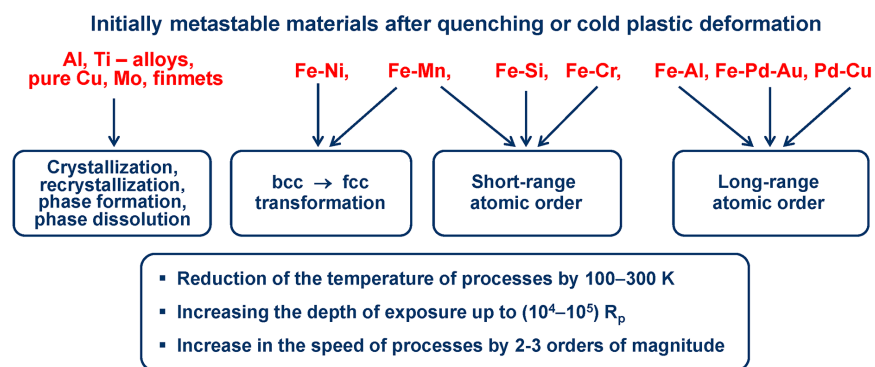 Initially metastable materials after quenching or cold plastic deformation
Al, Ti – alloys,
pure Cu, Mo, finmets
Fe-Ni,
Fe-Mn,
Fe-Si,
Fe-Cr,
Fe-Al, Fe-Pd-Au, Pd-Cu
Crystallization,
recrystallization,
phase formation,
phase dissolution
bcc → fcc
transformation
Short-range
atomic order
Long-range
atomic order
▪ Reduction of the temperature of processes by 100–300 K
▪ Increasing the depth of exposure up to (10⁴–10⁵) Rₚ
▪ Increase in the speed of processes by 2-3 orders of magnitude